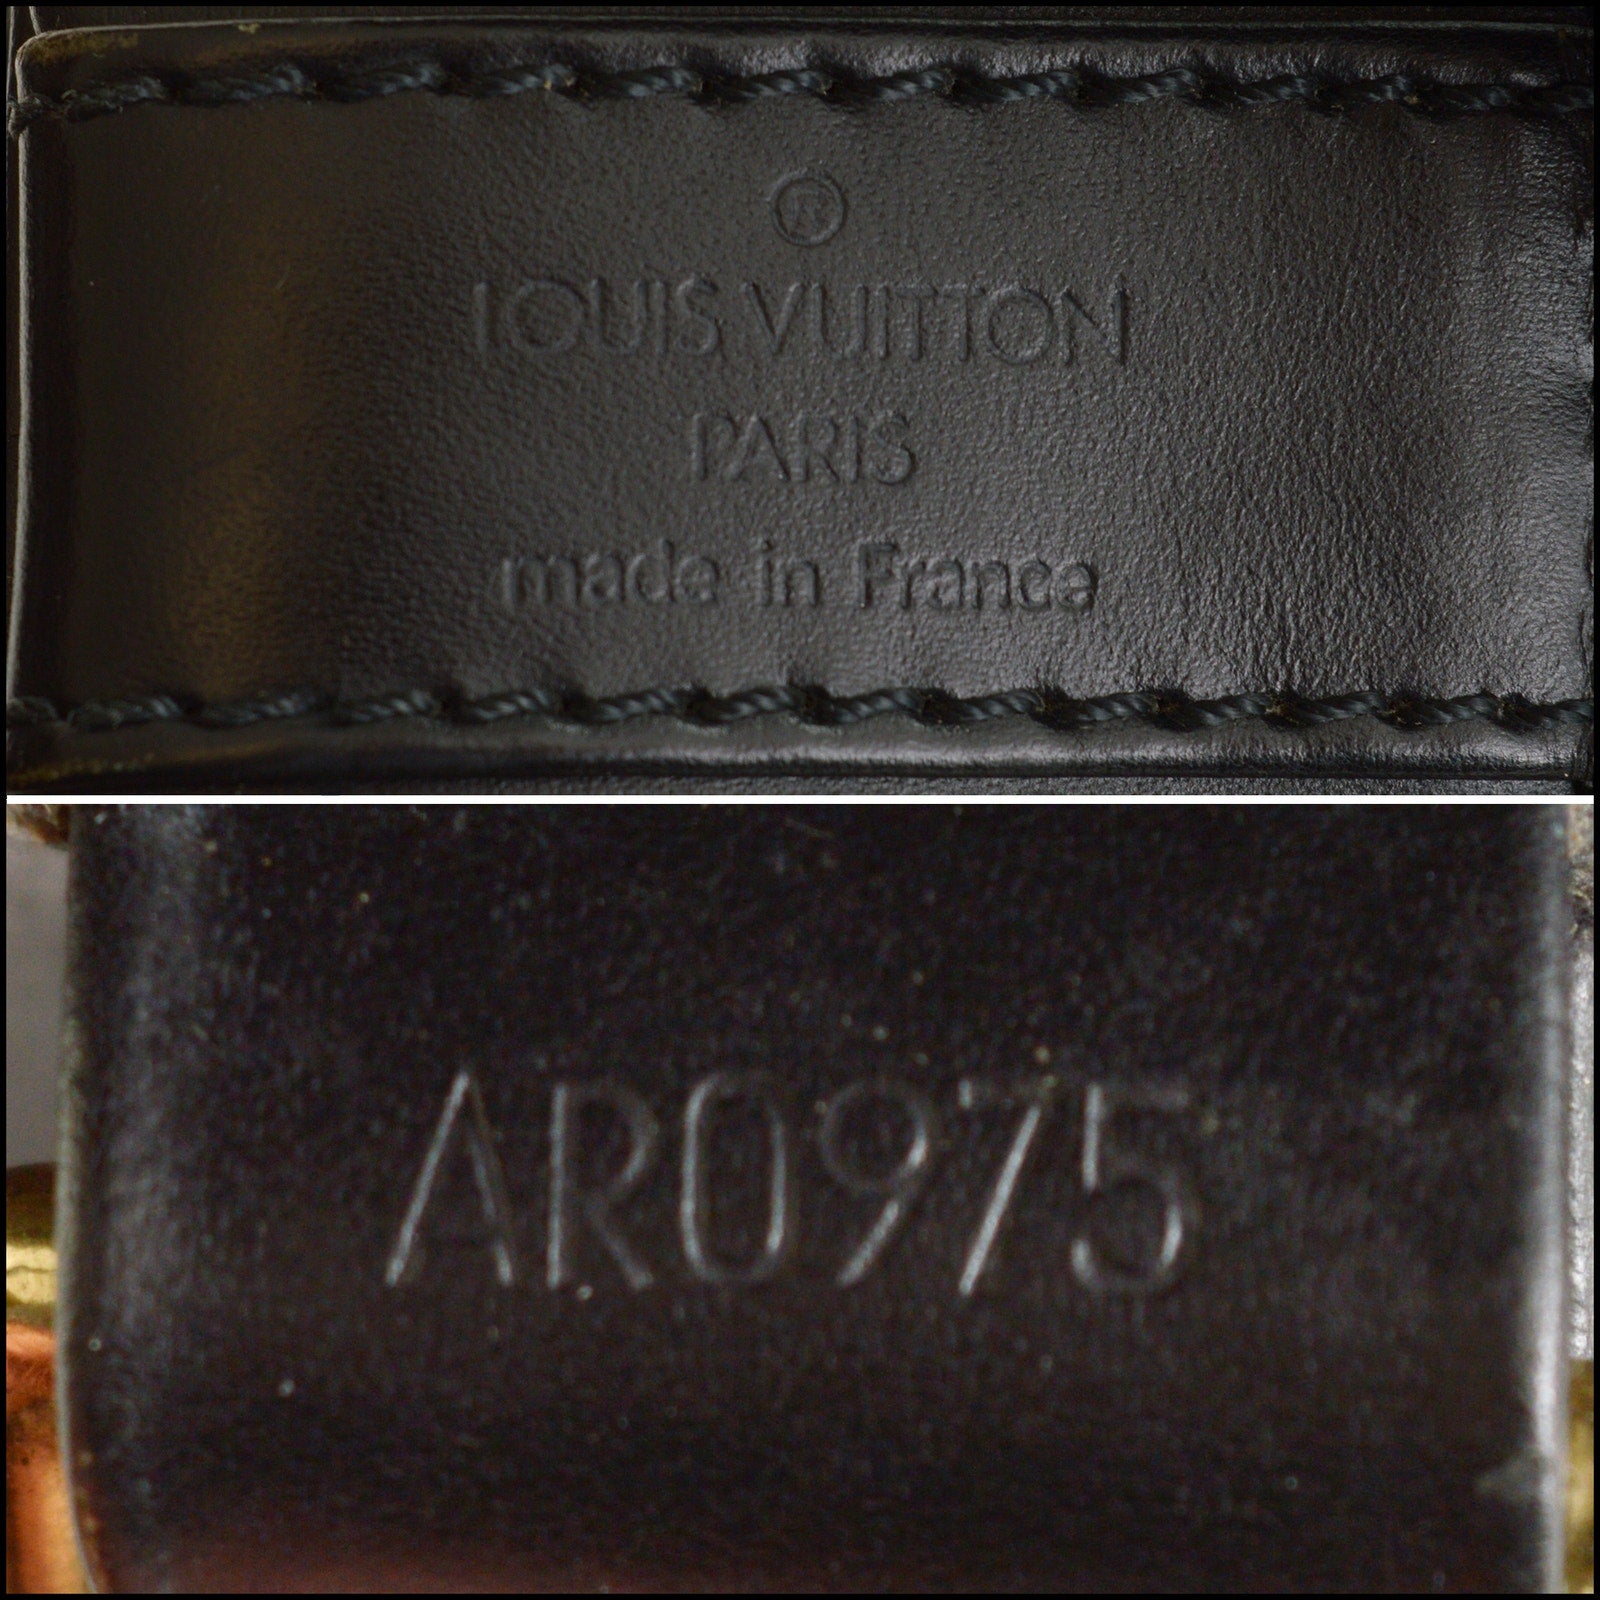 ®
LOUIS VUITTON
PARIS
made in France
AR0975